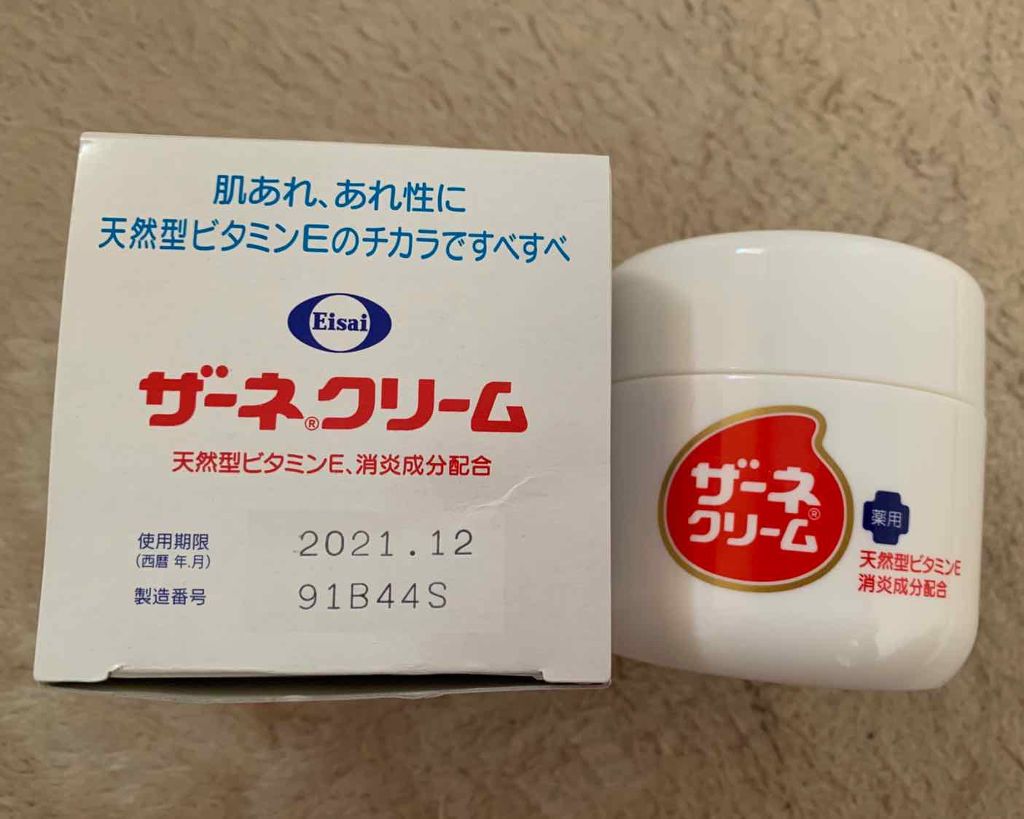 肌あれ、あれ性に
天然型ビタミンEのチカラですべすべ
Eisai
ザーネ®クリーム
天然型ビタミンE、消炎成分配合
使用期限 2021.12
(西暦 年.月)
製造番号 91B44S
ザーネ
クリーム®
薬用
天然型ビタミンE
消炎成分配合